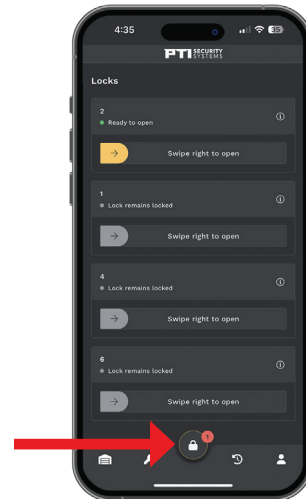 4:35
35
PTI SECURITY
SYSTEMS
Locks
2
Ready to open
Swipe right to open
1
Lock remains locked
Swipe right to open
4
Lock remains locked
Swipe right to open
6
Lock remains locked
Swipe right to open
1